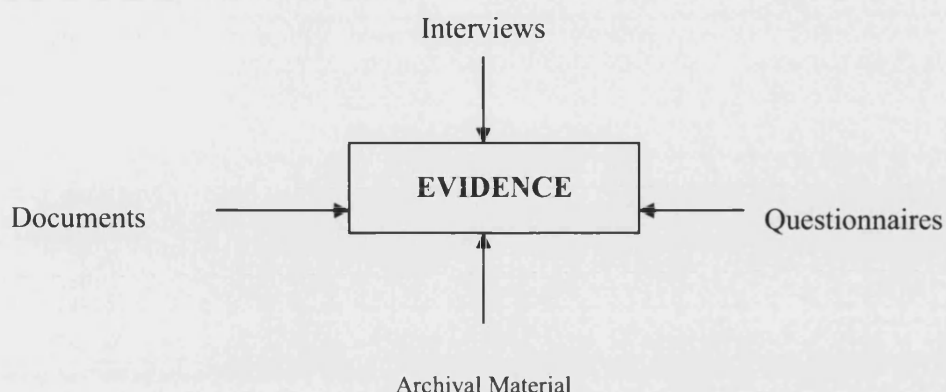 Interviews
EVIDENCE
Documents
Questionnaires
Archival Material